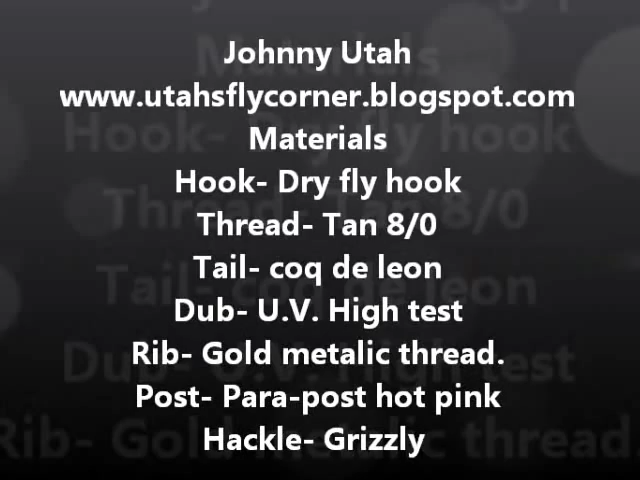 Johnny Utah
www.utahsflycorner.blogspot.com
Materials
Hook- Dry fly hook
Thread- Tan 8/0
Tail- coq de leon
Dub- U.V. High test
Rib- Gold metalic thread.
Post- Para-post hot pink
Hackle- Grizzly